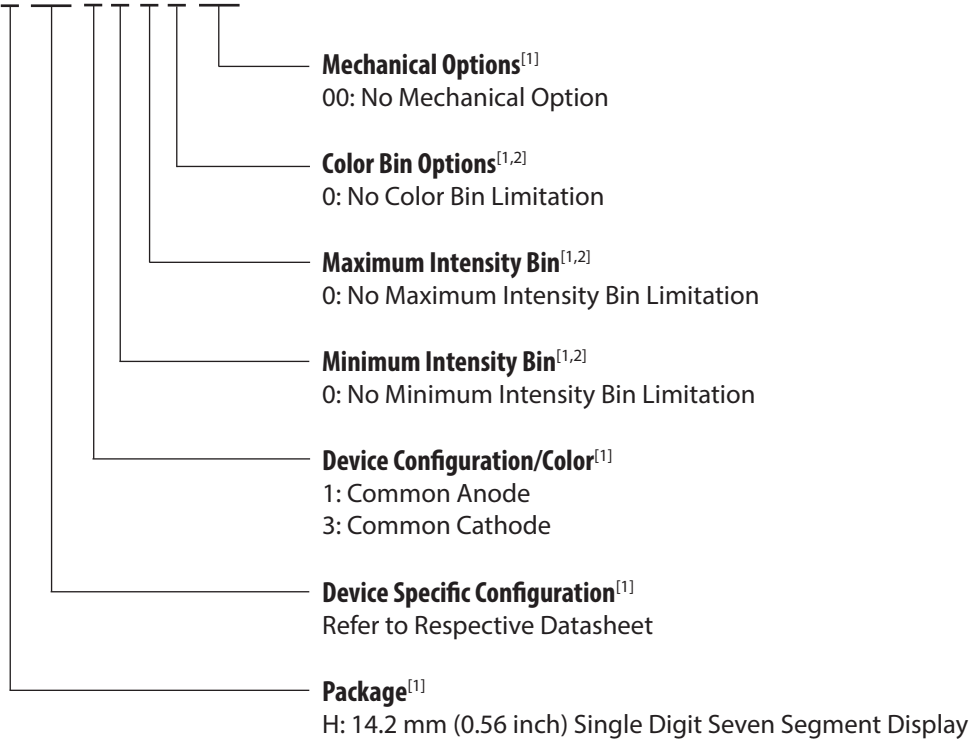 Mechanical Options[1]
00: No Mechanical Option
Color Bin Options[1,2]
0: No Color Bin Limitation
Maximum Intensity Bin[1,2]
0: No Maximum Intensity Bin Limitation
Minimum Intensity Bin[1,2]
0: No Minimum Intensity Bin Limitation
Device Configuration/Color[1]
1: Common Anode
3: Common Cathode
Device Specific Configuration[1]
Refer to Respective Datasheet
Package[1]
H: 14.2 mm (0.56 inch) Single Digit Seven Segment Display